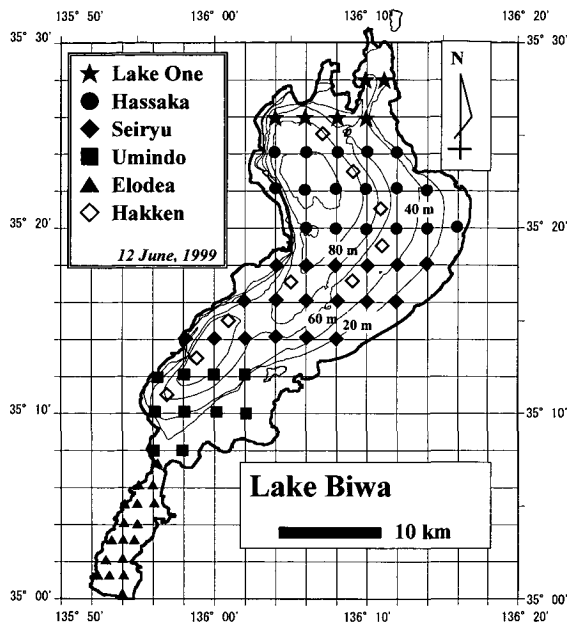 135° 50' 136° 00' 136° 10' 136° 20'
35° 30' 35° 30'
N
Lake One
Hassaka
Seiryu
Umindo
Elodea
Hakken
12 June, 1999
40 m
35° 20' 35° 20'
80 m
60 m 20 m
35° 10' 35° 10'
Lake Biwa
10 km
35° 00' 35° 00'
135° 50' 136° 00' 136° 10' 136° 20'